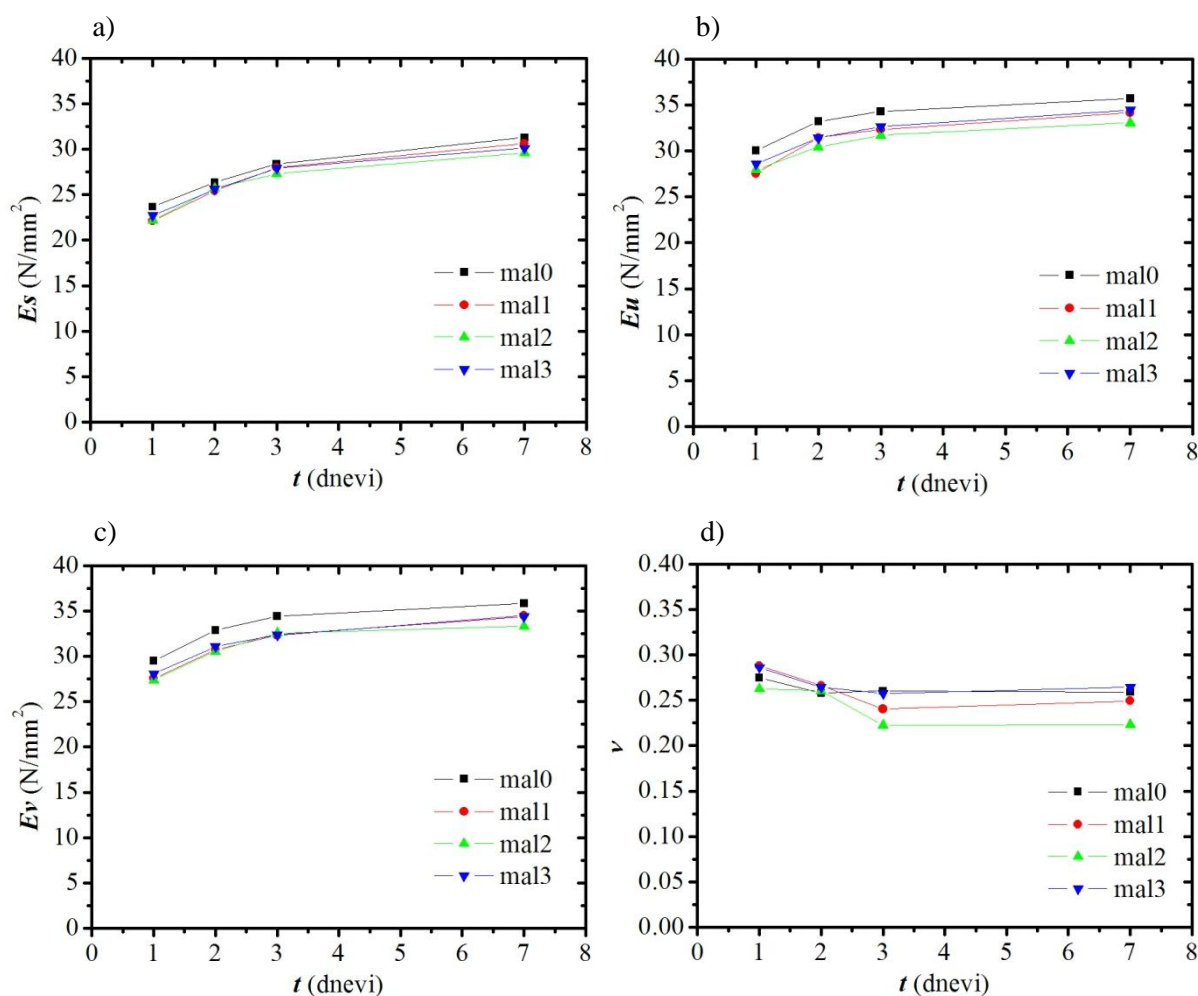 a)
40
35
30
25
20
15
10
5
0
Es (N/mm²)
0 1 2 3 4 5 6 7 8
t (dnevi)
mal0
mal1
mal2
mal3
b)
40
35
30
25
20
15
10
5
0
Eu (N/mm²)
0 1 2 3 4 5 6 7 8
t (dnevi)
mal0
mal1
mal2
mal3
c)
40
35
30
25
20
15
10
5
0
Ev (N/mm²)
0 1 2 3 4 5 6 7 8
t (dnevi)
mal0
mal1
mal2
mal3
d)
0.40
0.35
0.30
0.25
0.20
0.15
0.10
0.05
0.00
ν
0 1 2 3 4 5 6 7 8
t (dnevi)
mal0
mal1
mal2
mal3